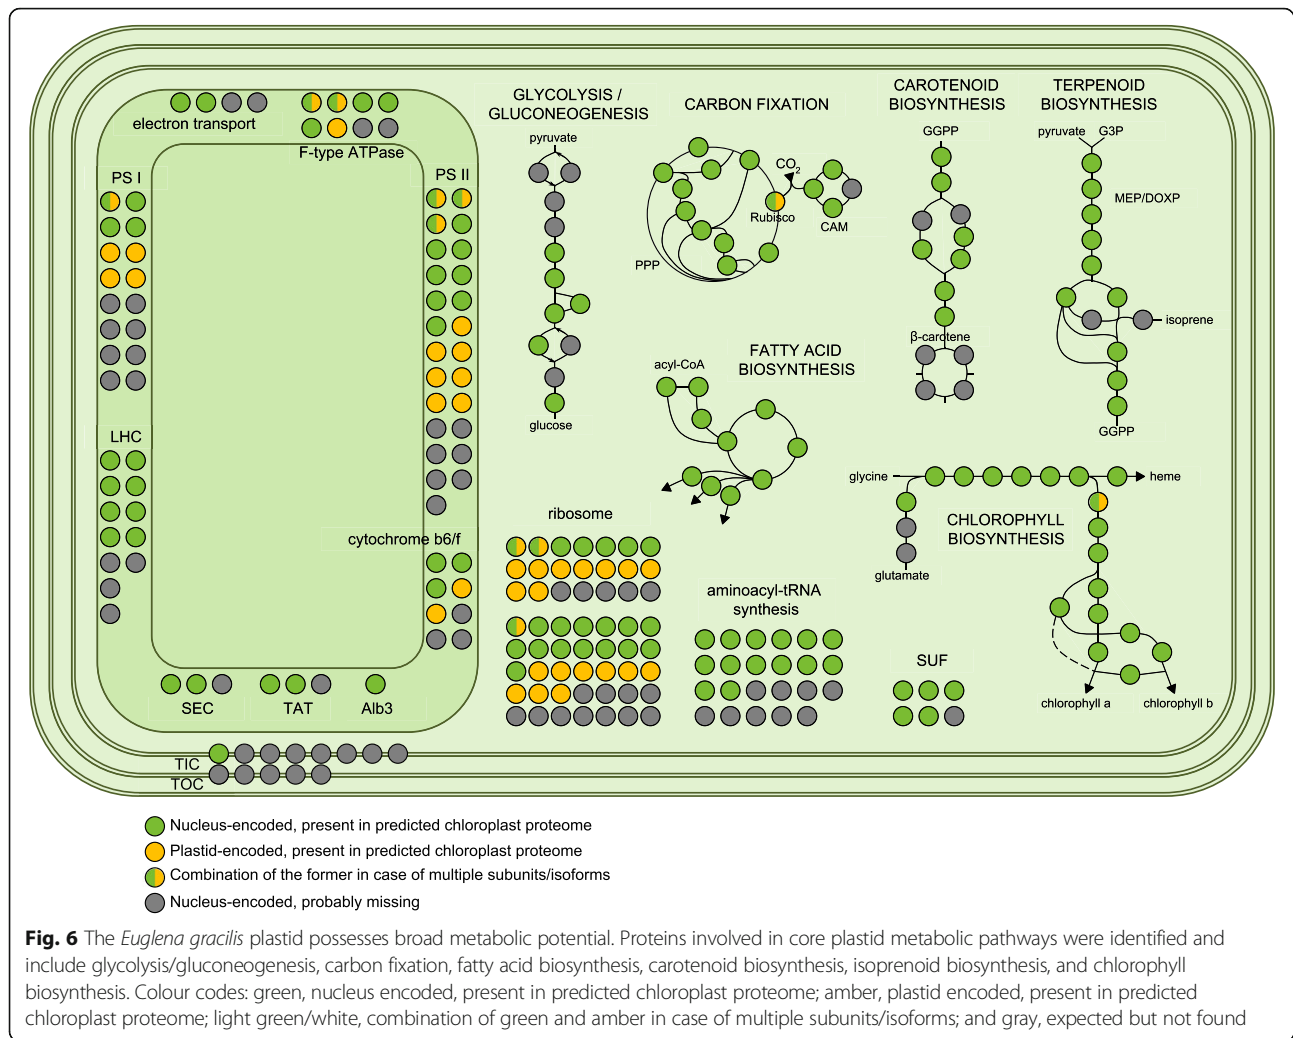 electron transport
F-type ATPase
PS I
PS II
LHC
cytochrome b6/f
SEC
TAT
Alb3
TIC
TOC
GLYCOLYSIS /
GLUCONEOGENESIS
pyruvate
glucose
CARBON FIXATION
CO2
Rubisco
CAM
PPP
CAROTENOID
BIOSYNTHESIS
GGPP
β-carotene
TERPENOID
BIOSYNTHESIS
pyruvate G3P
MEP/DOXP
isoprene
GGPP
FATTY ACID
BIOSYNTHESIS
acyl-CoA
glycine
heme
CHLOROPHYLL
BIOSYNTHESIS
glutamate
chlorophyll a
chlorophyll b
ribosome
aminoacyl-tRNA
synthesis
SUF
Nucleus-encoded, present in predicted chloroplast proteome
Plastid-encoded, present in predicted chloroplast proteome
Combination of the former in case of multiple subunits/isoforms
Nucleus-encoded, probably missing
Fig. 6 The Euglena gracilis plastid possesses broad metabolic potential. Proteins involved in core plastid metabolic pathways were identified and
include glycolysis/gluconeogenesis, carbon fixation, fatty acid biosynthesis, carotenoid biosynthesis, isoprenoid biosynthesis, and chlorophyll
biosynthesis. Colour codes: green, nucleus encoded, present in predicted chloroplast proteome; amber, plastid encoded, present in predicted
chloroplast proteome; light green/white, combination of green and amber in case of multiple subunits/isoforms; and gray, expected but not found